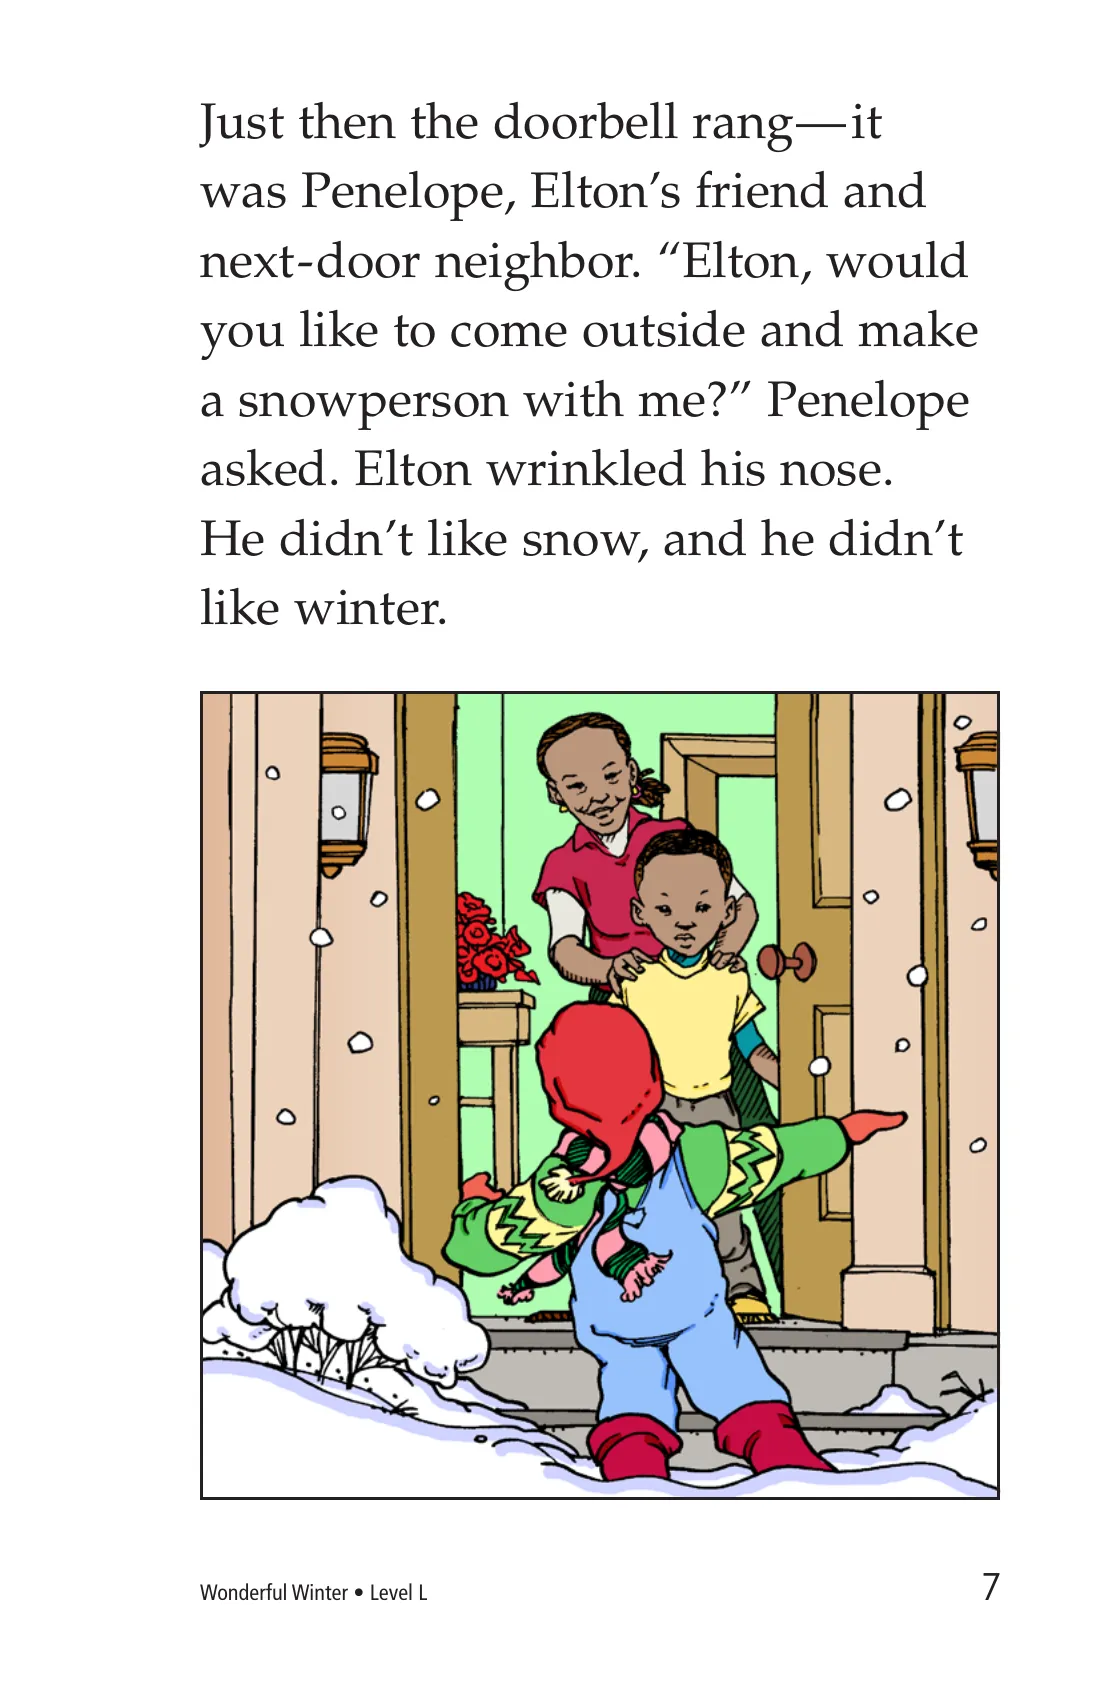 Just then the doorbell rang—it
was Penelope, Elton’s friend and
next-door neighbor. “Elton, would
you like to come outside and make
a snowperson with me?” Penelope
asked. Elton wrinkled his nose.
He didn’t like snow, and he didn’t
like winter.
Wonderful Winter • Level L
7